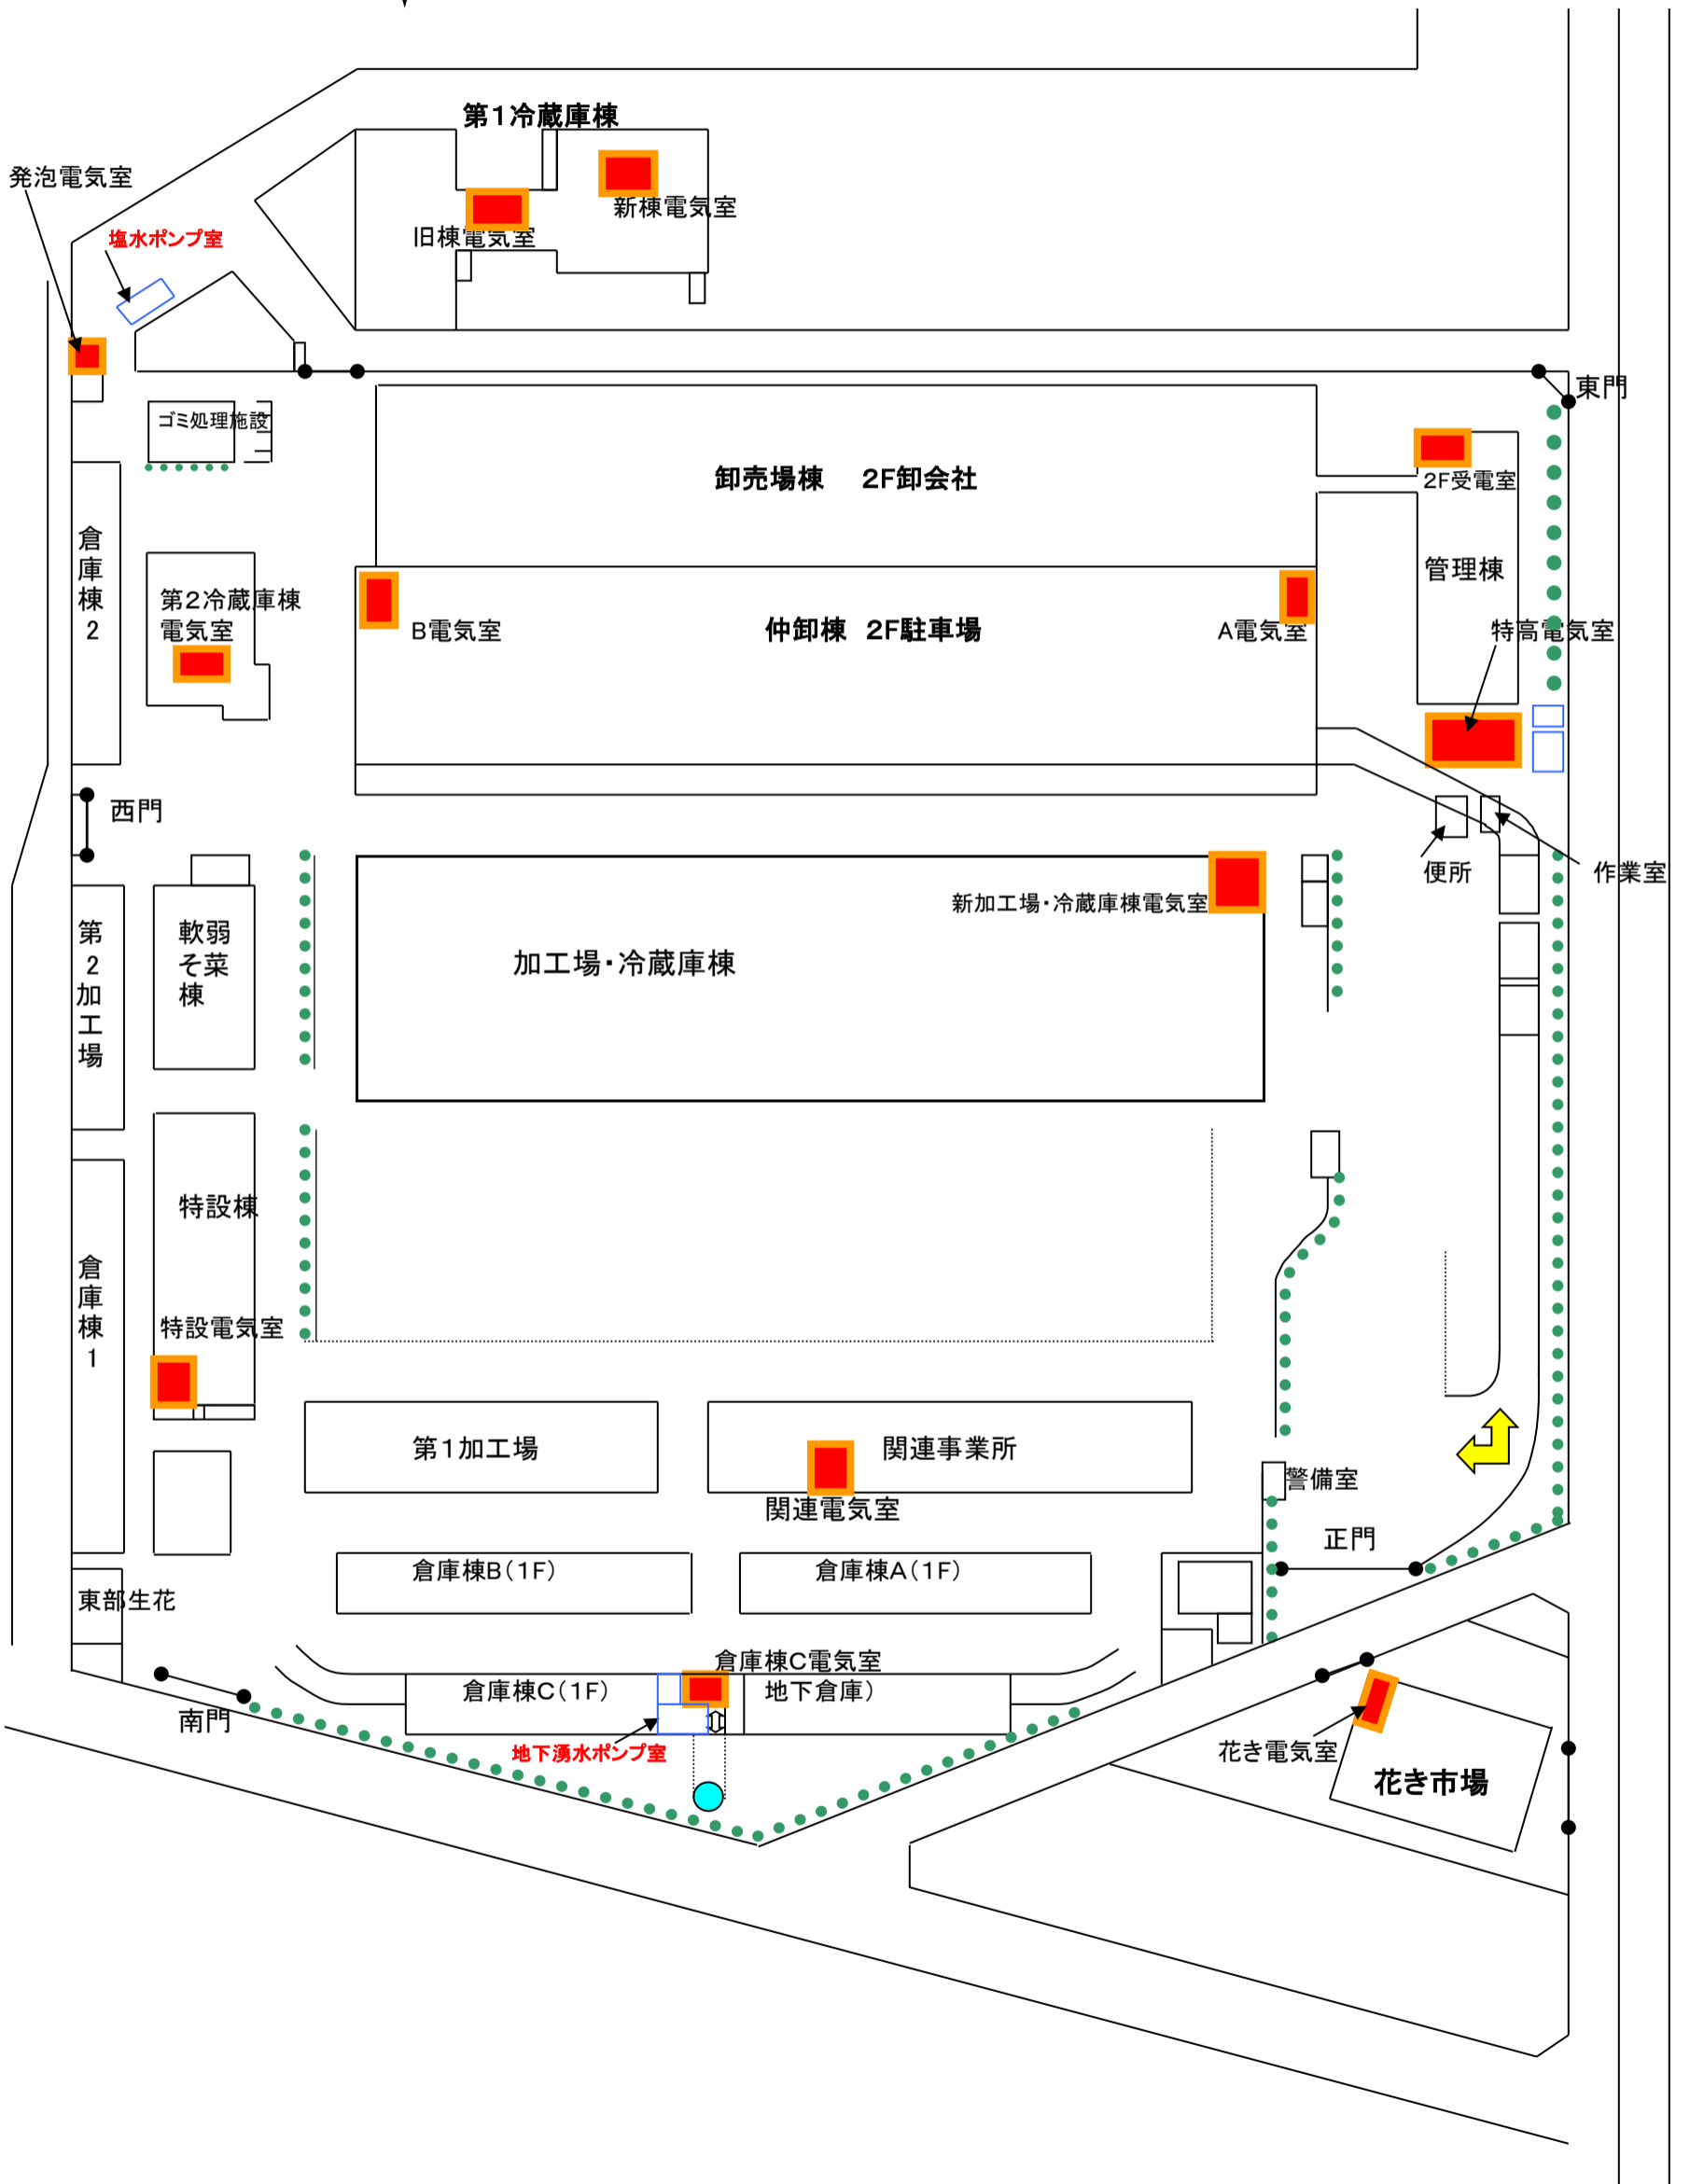 第1冷蔵庫棟
発泡電気室
新棟電気室
旧棟電気室
塩水ポンプ室
東門
ゴミ処理施設
卸売場棟 2F卸会社
2F受電室
倉庫棟2
管理棟
第2冷蔵庫棟
電気室
B電気室
仲卸棟 2F駐車場
A電気室
特高電気室
西門
便所
作業室
新加工場・冷蔵庫棟電気室
第2加工場
軟弱
そ菜
棟
加工場・冷蔵庫棟
特設棟
倉庫棟1
特設電気室
第1加工場
関連事業所
警備室
関連電気室
正門
倉庫棟B(1F)
倉庫棟A(1F)
東部生花
倉庫棟C電気室
倉庫棟C(1F)
地下倉庫)
南門
地下湧水ポンプ室
花き電気室
花き市場